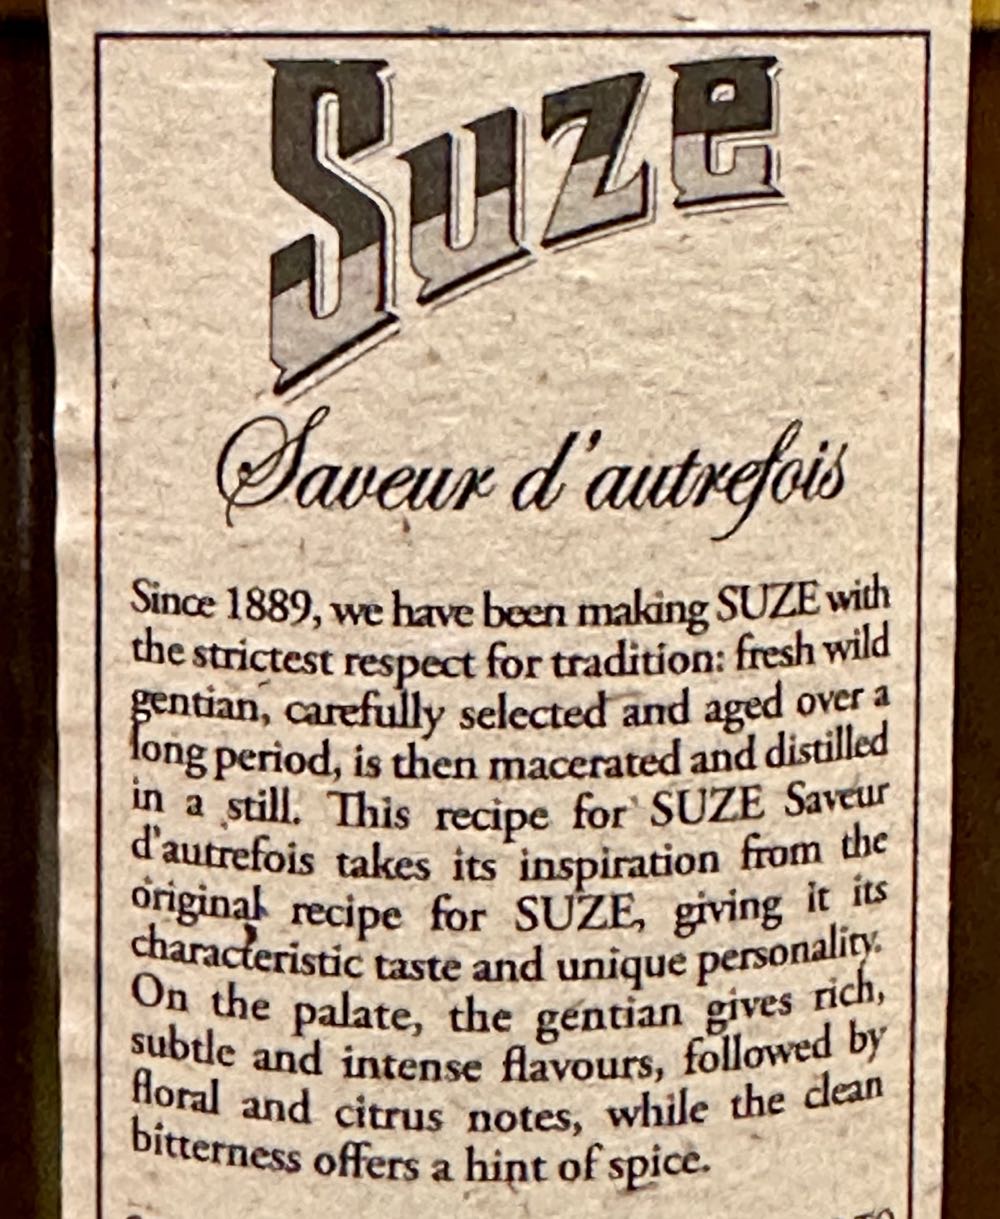 Suze
Saveur d'autrefois
Since 1889, we have been making SUZE with
the strictest respect for tradition: fresh wild
gentian, carefully selected and aged over a
long period, is then macerated and distilled
in a still. This recipe for SUZE Saveur
d'autrefois takes its inspiration from the
original recipe for SUZE, giving it its
characteristic taste and unique personality.
On the palate, the gentian gives rich,
subtle and intense flavours, followed by
floral and citrus notes, while the clean
bitterness offers a hint of spice.